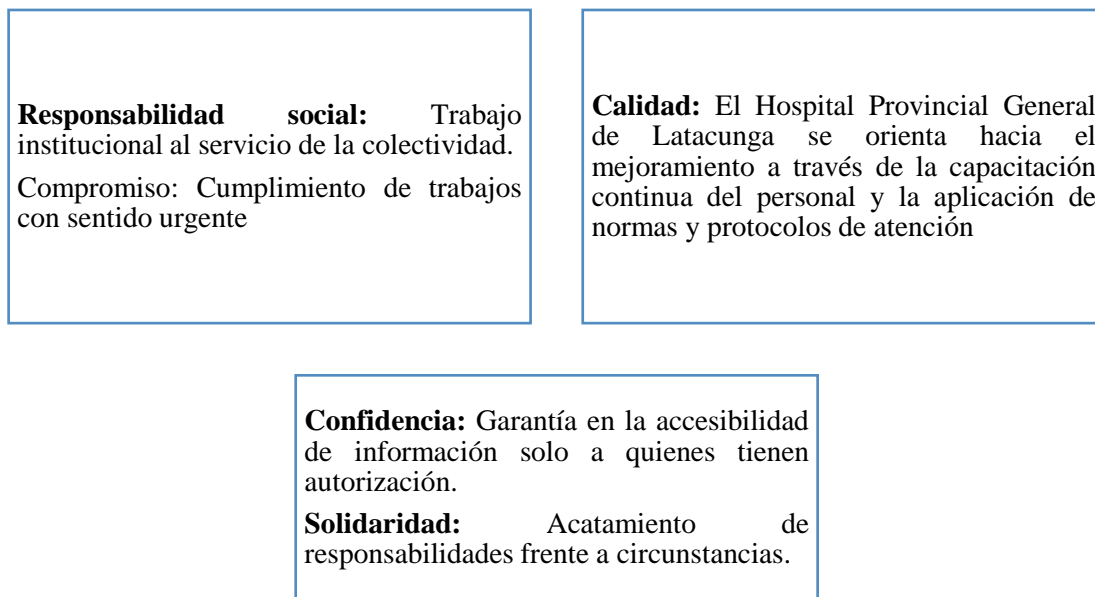 Responsabilidad social: Trabajo
institucional al servicio de la colectividad.
Compromiso: Cumplimiento de trabajos
con sentido urgente
Calidad: El Hospital Provincial General
de Latacunga se orienta hacia el
mejoramiento a través de la capacitación
continua del personal y la aplicación de
normas y protocolos de atención
Confidencia: Garantía en la accesibilidad
de información solo a quienes tienen
autorización.
Solidaridad: Acatamiento de
responsabilidades frente a circunstancias.